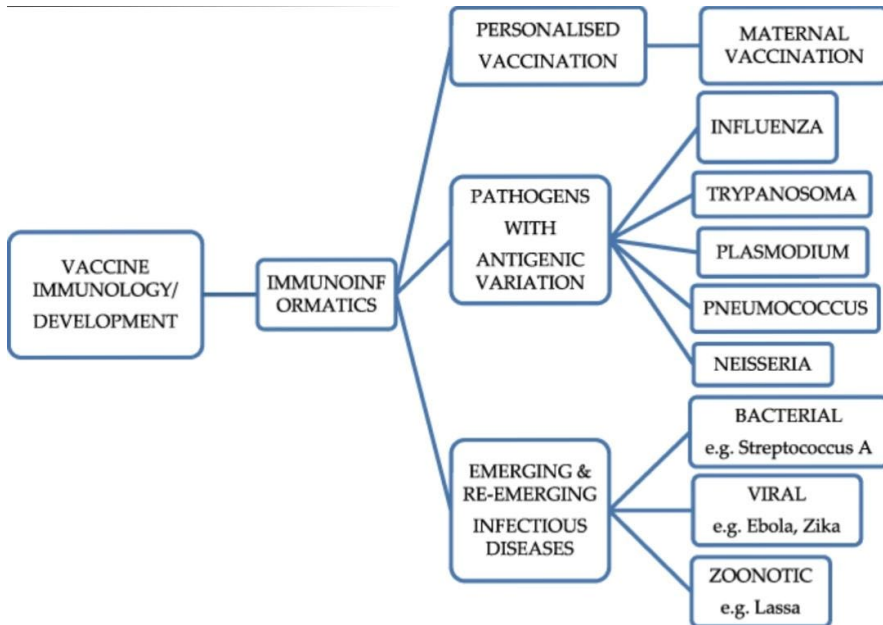 PERSONALISED
VACCINATION
MATERNAL
VACCINATION
INFLUENZA
TRYPANOSOMA
PATHOGENS
WITH
ANTIGENIC
VARIATION
PLASMODIUM
PNEUMOCOCCUS
NEISSERIA
VACCINE
IMMUNOLOGY/
DEVELOPMENT
IMMUNOINF
ORMATICS
EMERGING &
RE-EMERGING
INFECTIOUS
DISEASES
BACTERIAL
e.g. Streptococcus A
VIRAL
e.g. Ebola, Zika
ZOONOTIC
e.g. Lassa